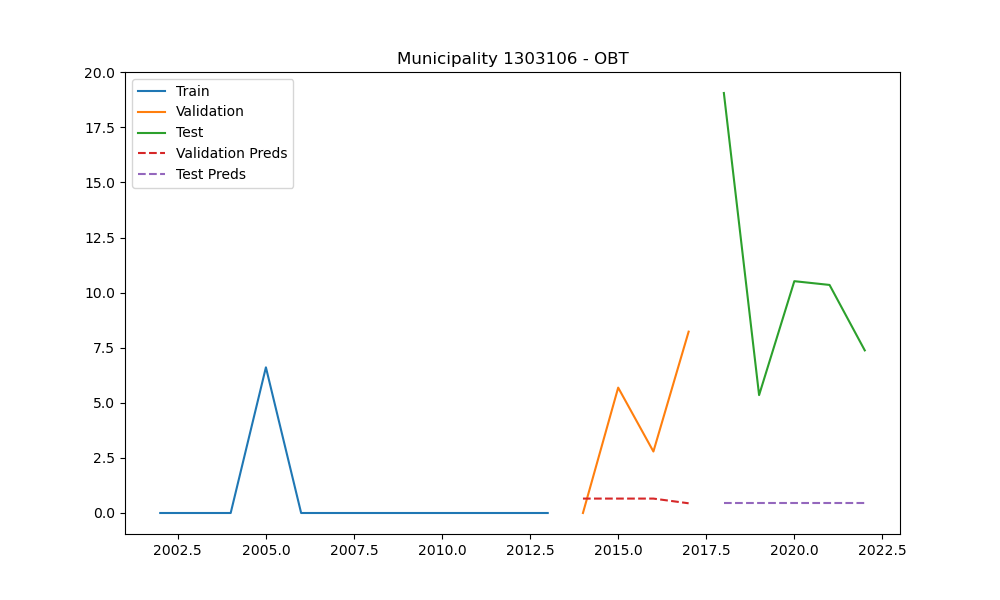 Municipality 1303106 - OBT
20.0
17.5
15.0
12.5
10.0
7.5
5.0
2.5
0.0
Train
Validation
Test
Validation Preds
Test Preds
2002.5 2005.0 2007.5 2010.0 2012.5 2015.0 2017.5 2020.0 2022.5